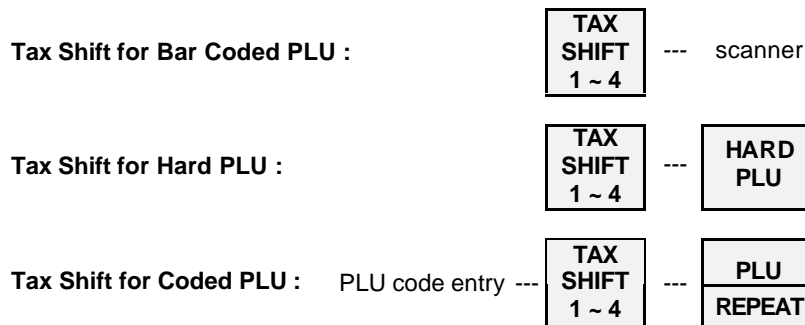 TAX
Tax Shift for Bar Coded PLU : SHIFT --- scanner
1 ~ 4
TAX
Tax Shift for Hard PLU : SHIFT --- HARD PLU
1 ~ 4
TAX
Tax Shift for Coded PLU : PLU code entry --- SHIFT --- PLU
1 ~ 4 REPEAT